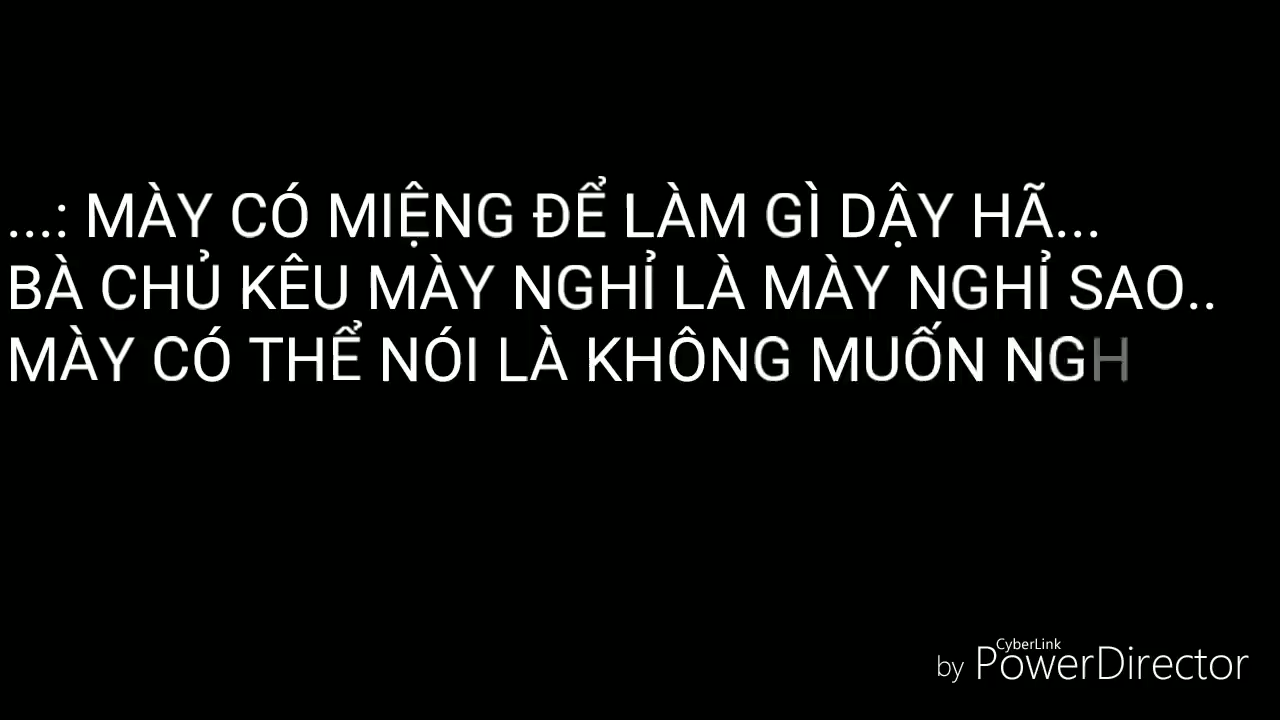 ...: MÀY CÓ MIỆNG ĐỂ LÀM GÌ DẬY HÃ...
BÀ CHỦ KÊU MÀY NGHỈ LÀ MÀY NGHỈ SAO..
MÀY CÓ THỂ NÓI LÀ KHÔNG MUỐN NGH
CyberLink
by PowerDirector